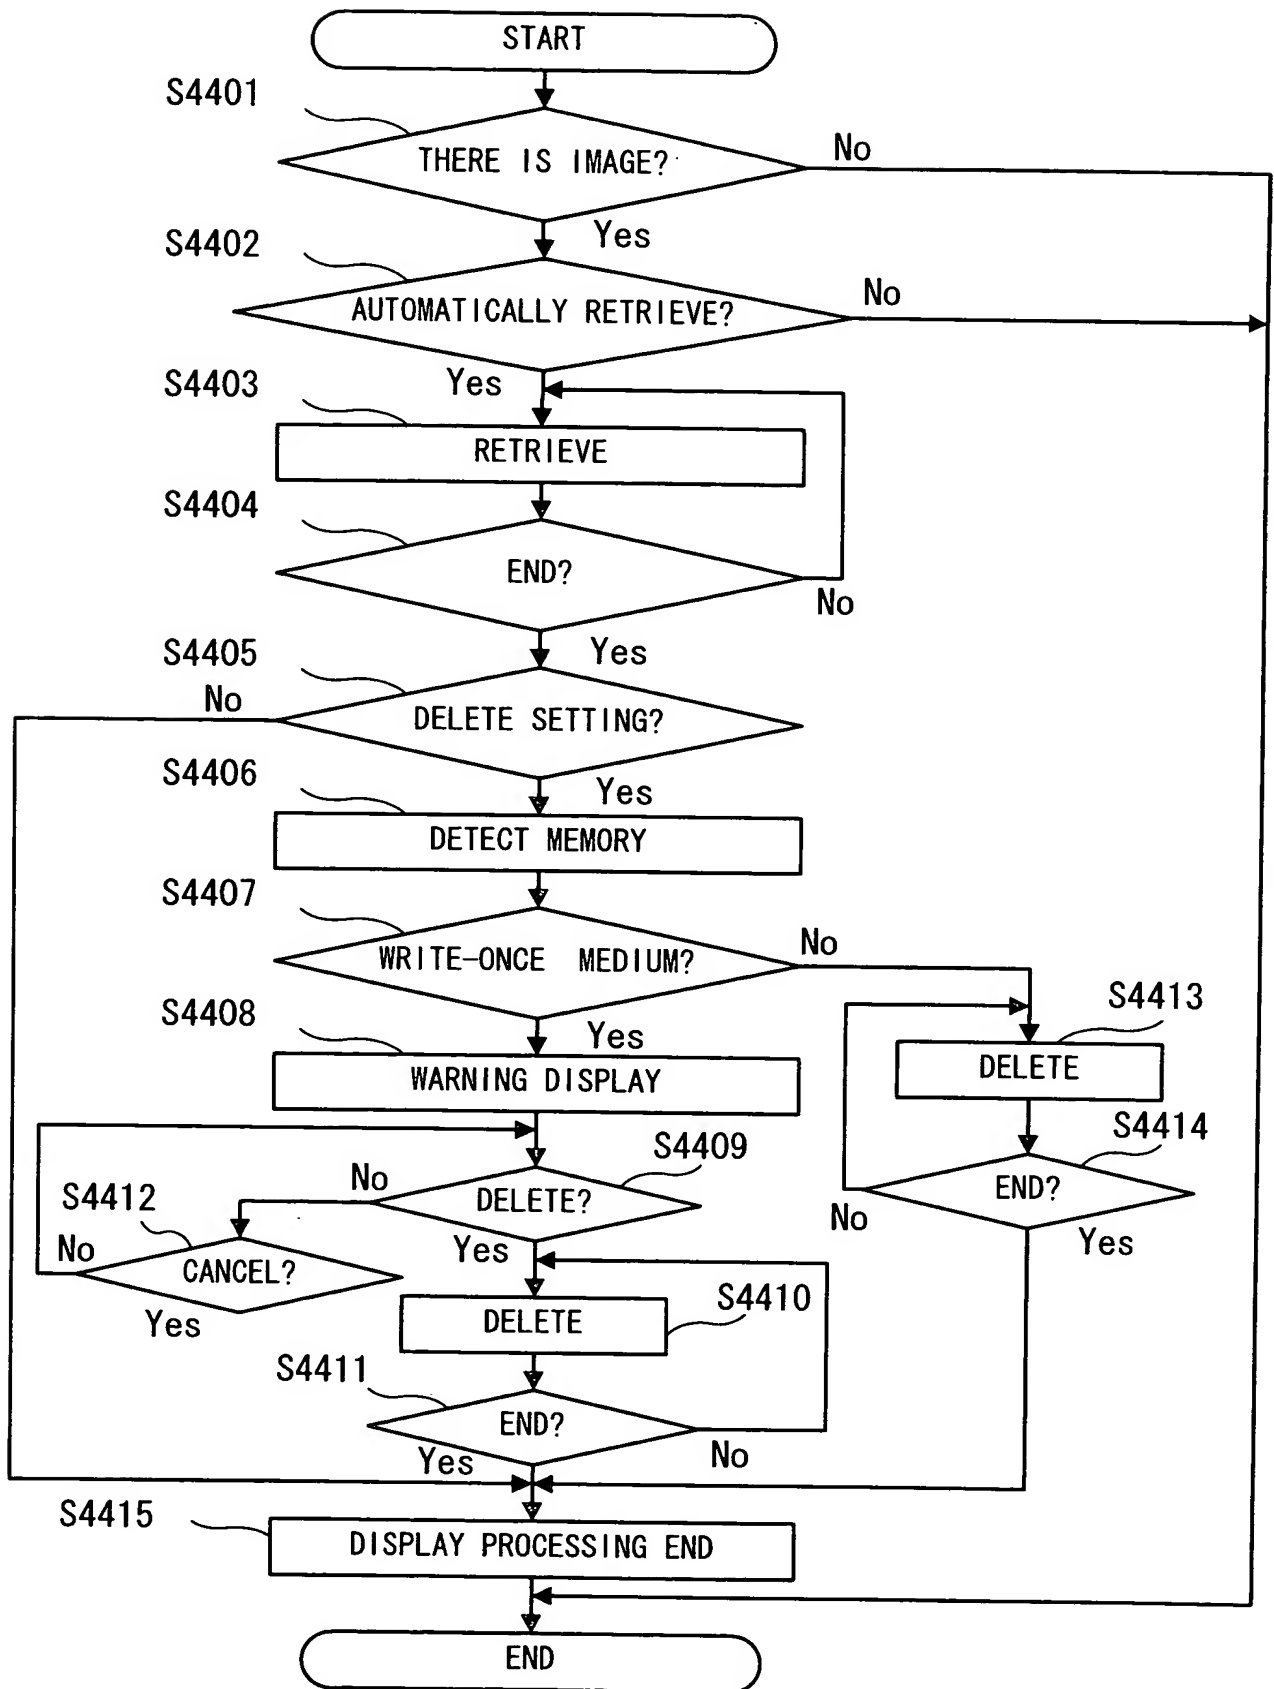 START
S4401
THERE IS IMAGE?
No
Yes
S4402
AUTOMATICALLY RETRIEVE?
No
Yes
S4403
RETRIEVE
S4404
END?
No
Yes
S4405
No
DELETE SETTING?
Yes
S4406
DETECT MEMORY
S4407
WRITE-ONCE MEDIUM?
No
Yes
S4408
WARNING DISPLAY
S4413
DELETE
S4409
No
DELETE?
Yes
S4414
END?
No
Yes
S4412
No
CANCEL?
Yes
S4410
DELETE
S4411
END?
Yes
No
S4415
DISPLAY PROCESSING END
END